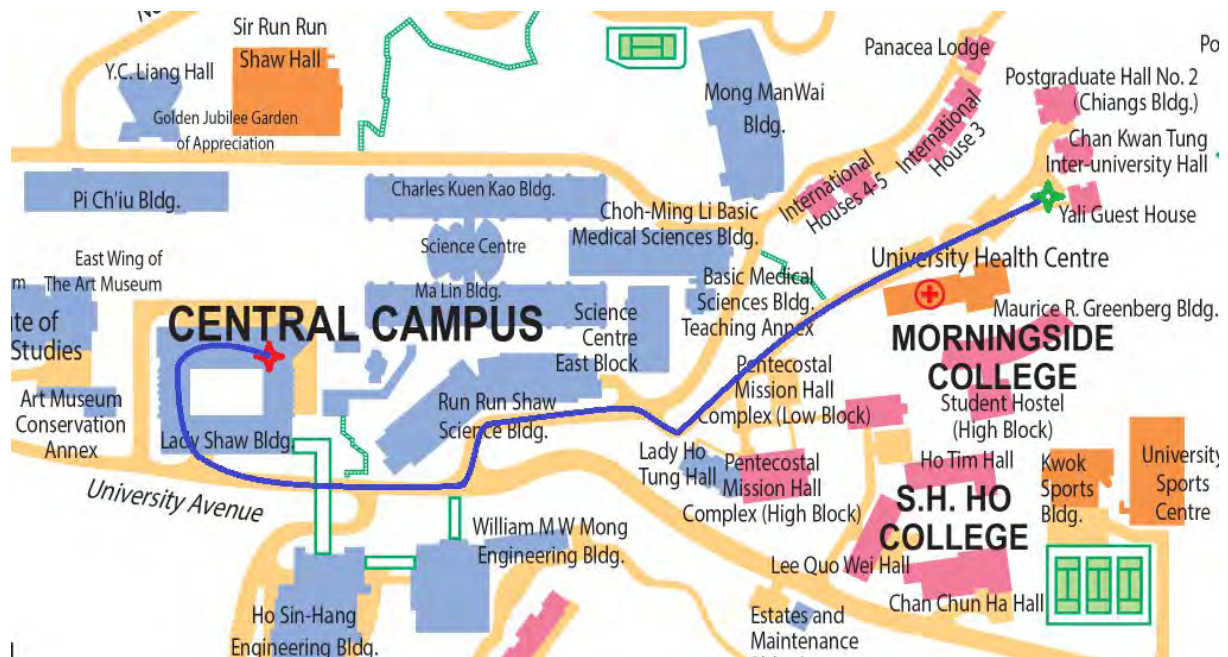 Sir Run Run
Shaw Hall
Y.C. Liang Hall
Golden Jubilee Garden
of Appreciation
Panacea Lodge
Postgraduate Hall No. 2
(Chiangs Bldg.)
Mong ManWai
Bldg.
International
House 3
Chan Kwan Tung
Inter-university Hall
International
Houses 4-5
Pi Ch'iu Bldg.
Charles Kuen Kao Bldg.
Choh-Ming Li Basic
Medical Sciences Bldg.
Yali Guest House
Science Centre
University Health Centre
East Wing of
The Art Museum
Ma Lin Bldg.
Basic Medical
Sciences Bldg.
Teaching Annex
Maurice R. Greenberg Bldg.
CENTRAL CAMPUS
Science
Centre
East Block
MORNINGSIDE
COLLEGE
te of
Studies
Pentecostal
Mission Hall
Complex (Low Block)
Student Hostel
(High Block)
Art Museum
Conservation
Annex
Run Run Shaw
Science Bldg.
Lady Shaw Bldg.
Lady Ho
Tung Hall
Pentecostal
Mission Hall
Complex (High Block)
Ho Tim Hall
Kwok
Sports
Bldg.
University
Sports
Centre
University Avenue
S.H. HO
COLLEGE
William M W Mong
Engineering Bldg.
Lee Quo Wei Hall
Chan Chun Ha Hall
Ho Sin-Hang
Engineering Bldg.
Estates and
Maintenance